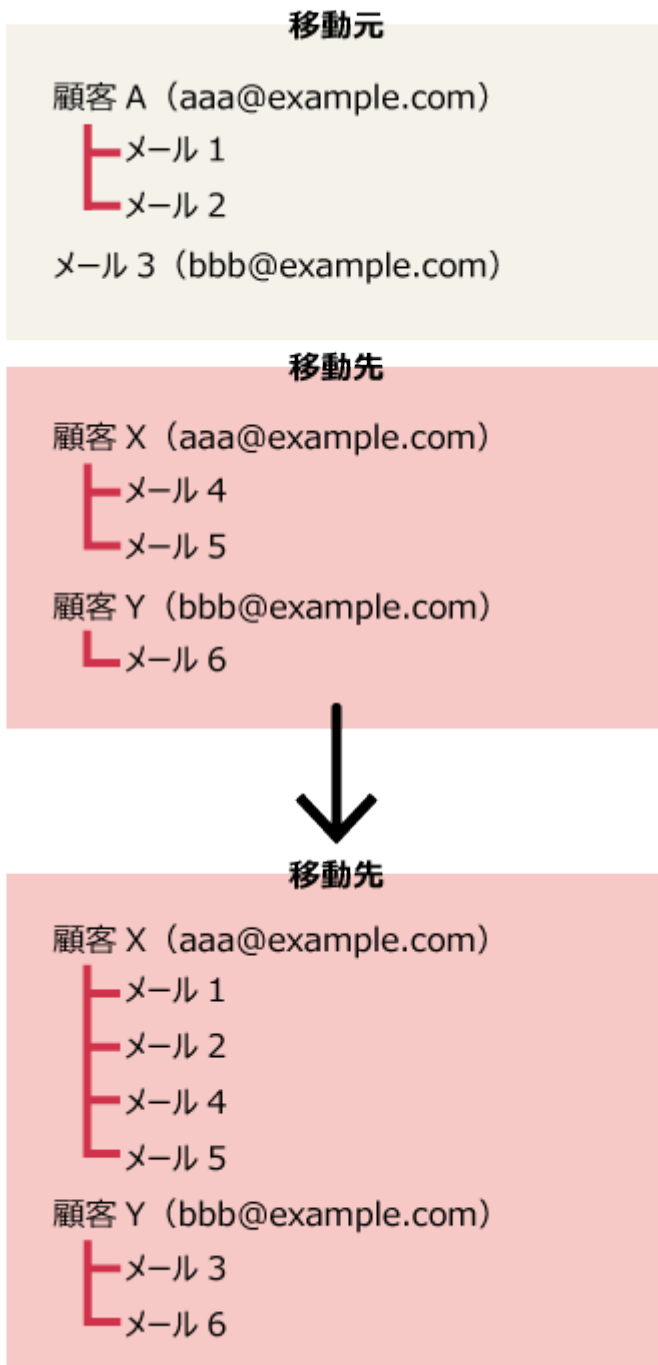 移動元
顧客 A（aaa@example.com）
メール 1
メール 2
メール 3（bbb@example.com）
移動先
顧客 X（aaa@example.com）
メール 4
メール 5
顧客 Y（bbb@example.com）
メール 6
移動先
顧客 X（aaa@example.com）
メール 1
メール 2
メール 4
メール 5
顧客 Y（bbb@example.com）
メール 3
メール 6